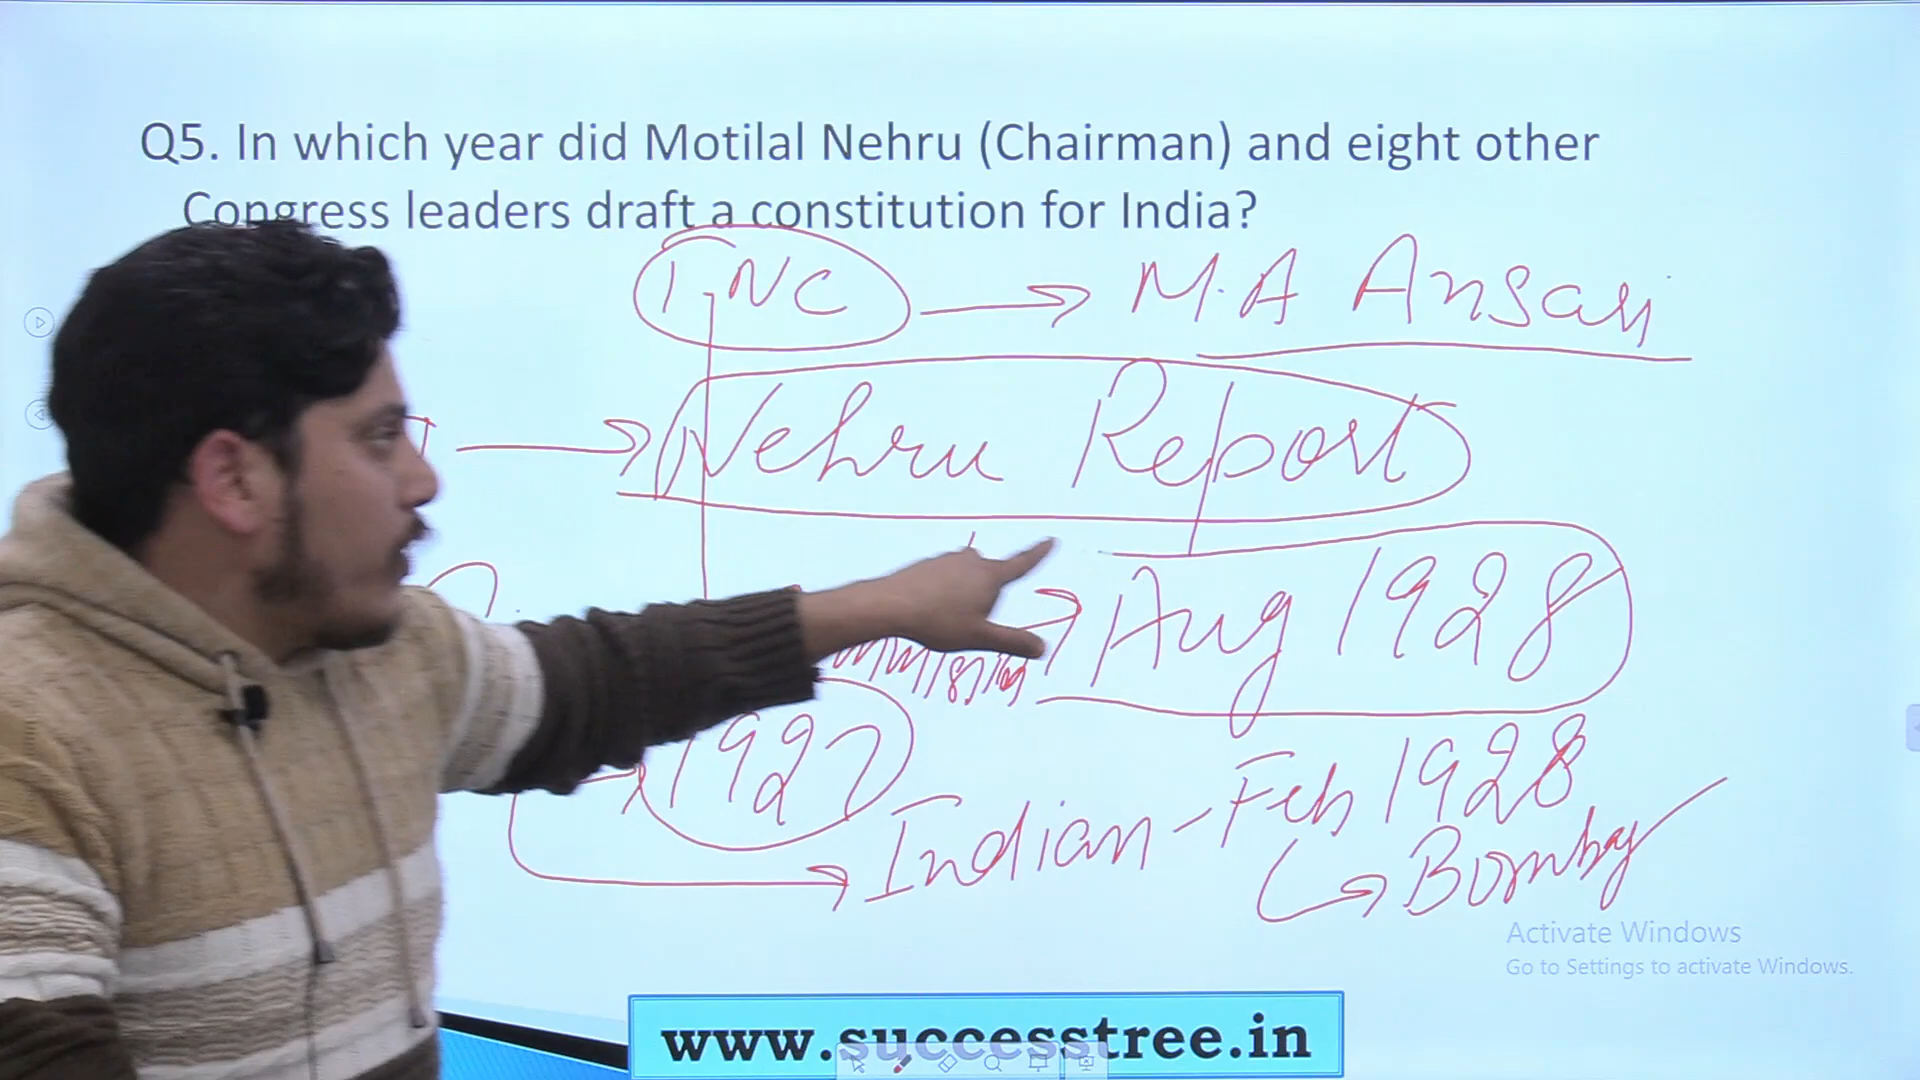 Q5. In which year did Motilal Nehru (Chairman) and eight other
Congress leaders draft a constitution for India?
INC → M.A Ansari
→ Nehru Report
→ Aug 1928
1927
Indian - Feb 1928
→ Bombay
Activate Windows
Go to Settings to activate Windows.
www.successtree.in